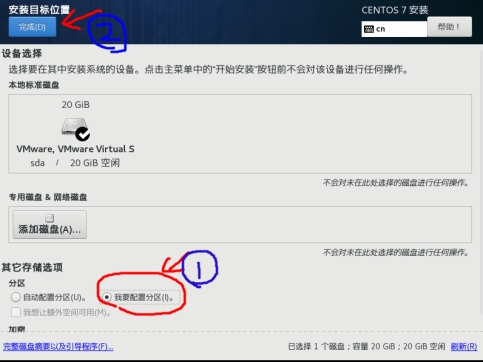 安装目标位置
CENTOS 7 安装
完成(D)
2
cn
帮助！
设备选择
选择要在其中安装系统的设备。点击主菜单中的"开始安装"按钮前不会对该设备进行任何操作。
本地标准磁盘
20 GiB
VMware, VMware Virtual S
sda / 20 GiB 空闲
不会对未在此处选择的磁盘进行任何操作。
专用磁盘 & 网络磁盘
添加磁盘(A)...
不会对未在此处选择的磁盘进行任何操作。
其它存储选项
1
分区
自动配置分区(U)。
我要配置分区(I)。
我想让额外空间可用(M)。
加密
完整磁盘摘要以及引导程序(F)...
已选择 1 个磁盘；容量 20 GiB；20 GiB 空闲 刷新(R)